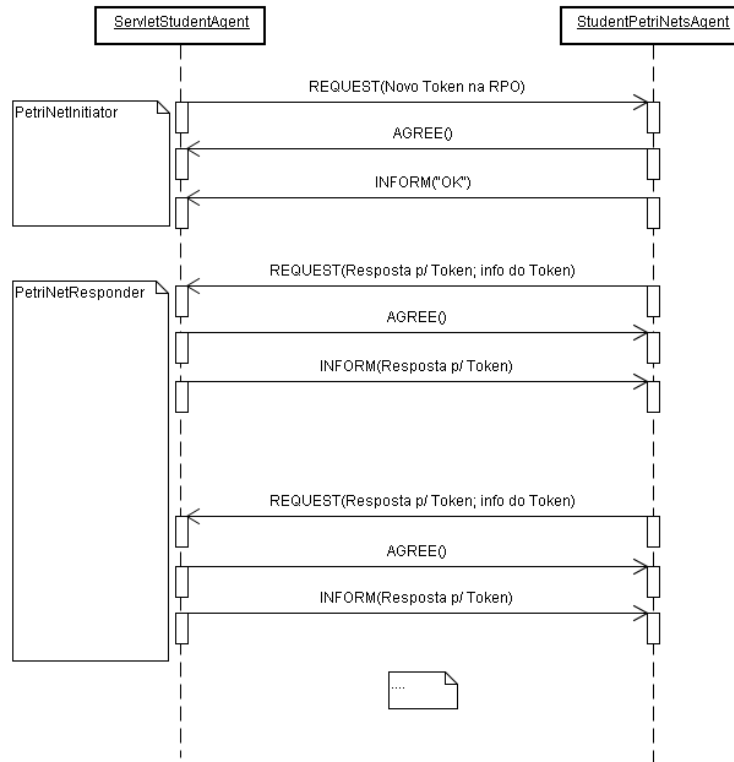 ServletStudentAgent
StudentPetriNetsAgent
REQUEST(Novo Token na RPO)
PetriNetInitiator
AGREE()
INFORM("OK")
REQUEST(Resposta p/ Token; info do Token)
PetriNetResponder
AGREE()
INFORM(Resposta p/ Token)
REQUEST(Resposta p/ Token; info do Token)
AGREE()
INFORM(Resposta p/ Token)
....